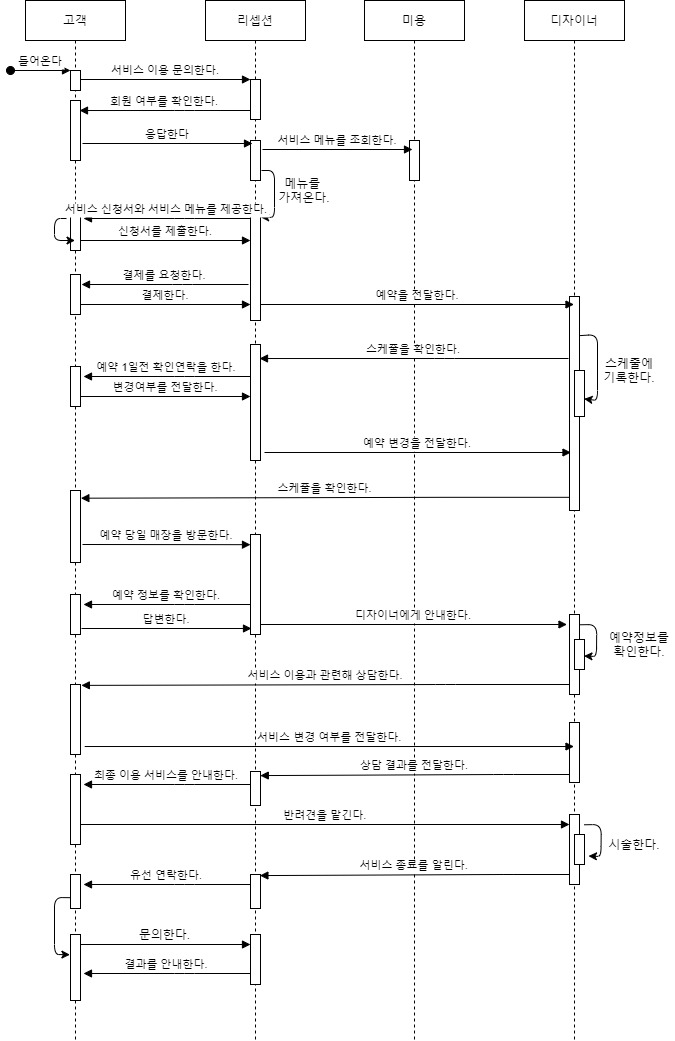 고객
리셉션
미용
디자이너
들어온다
서비스 이용 문의한다.
회원 여부를 확인한다.
응답한다
서비스 메뉴를 조회한다.
메뉴를
가져온다.
서비스 신청서와 서비스 메뉴를 제공한다.
신청서를 제출한다.
결제를 요청한다.
결제한다.
예약을 전달한다.
스케쥴을 확인한다.
스케줄에
기록한다.
예약 1일전 확인연락을 한다.
변경여부를 전달한다.
예약 변경을 전달한다.
스케쥴을 확인한다.
예약 당일 매장을 방문한다.
예약 정보를 확인한다.
답변한다.
디자이너에게 안내한다.
예약정보를
확인한다.
서비스 이용과 관련해 상담한다.
서비스 변경 여부를 전달한다.
상담 결과를 전달한다.
최종 이용 서비스를 안내한다.
반려견을 맡긴다.
시술한다.
서비스 종료를 알린다.
유선 연락한다.
문의한다.
결과를 안내한다.